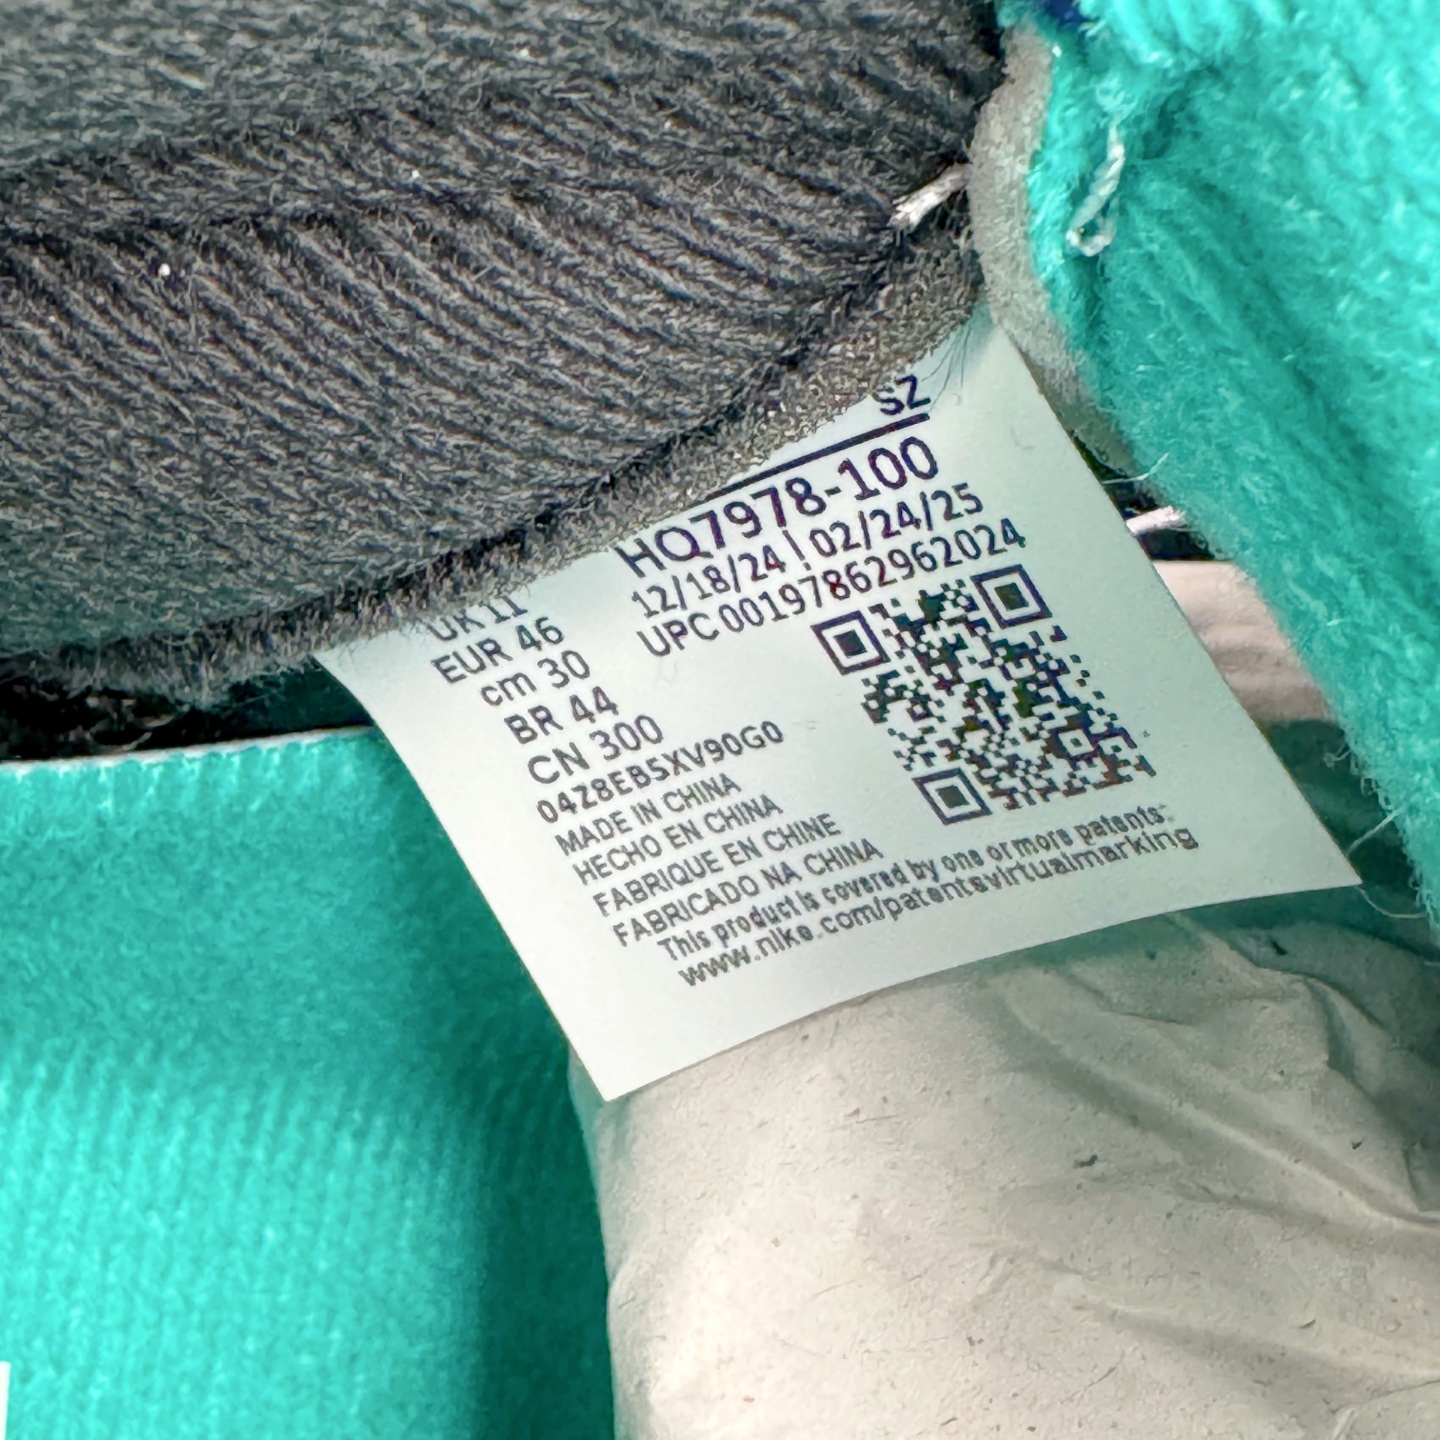 SZ
HQ7978-100
12/18/24 | 02/24/25
UPC 00197862962024
UK 11
EUR 46
cm 30
BR 44
CN 300
04Z8EB5XV90G0
MADE IN CHINA
HECHO EN CHINA
FABRIQUE EN CHINE
FABRICADO NA CHINA
This product is covered by one or more patents:
www.nike.com/patentsvirtualmarking